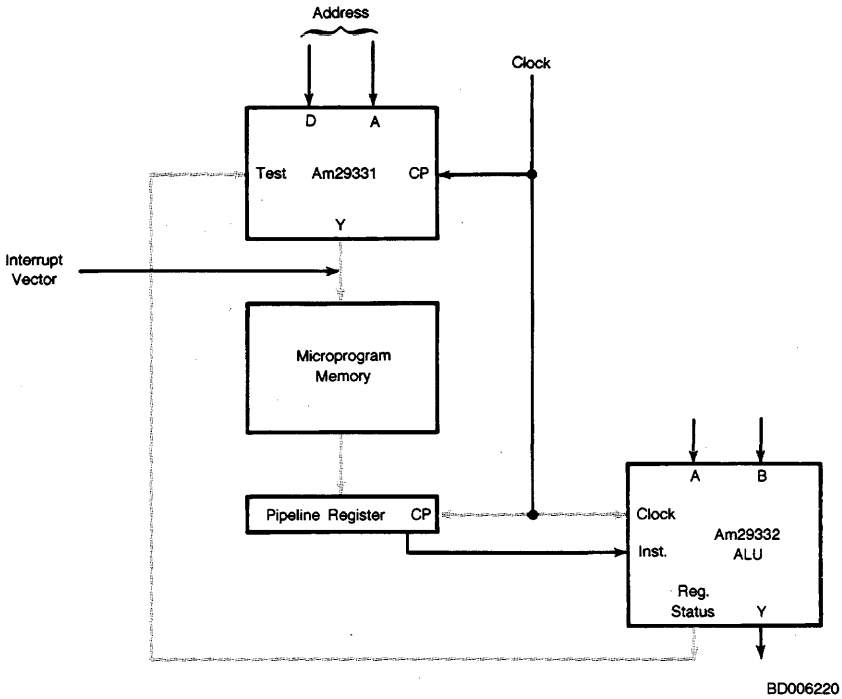 Address
Clock
D A
Test Am29331 CP
Y
Interrupt
Vector
Microprogram
Memory
A B
Pipeline Register CP
Clock
Am29332
ALU
Inst.
Reg.
Status Y
BD006220